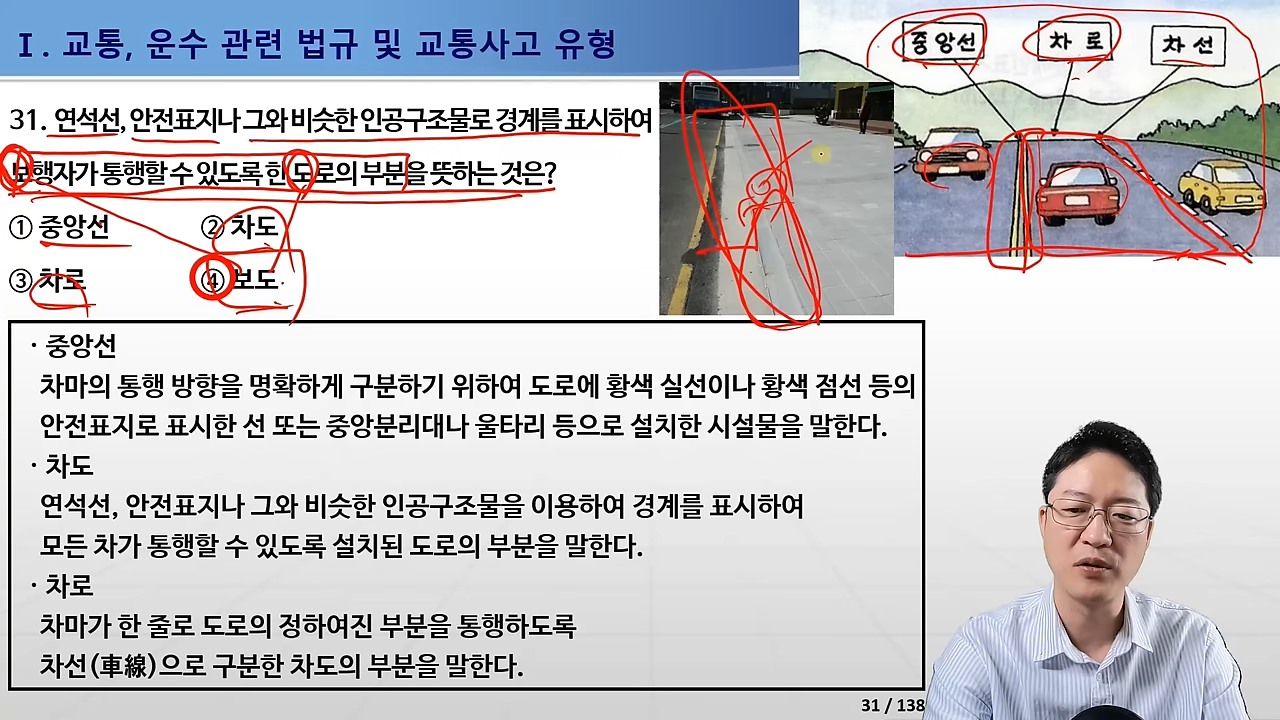 Ⅰ. 교통, 운수 관련 법규 및 교통사고 유형
중앙선
차 로
차 선
31. 연석선, 안전표지나 그와 비슷한 인공구조물로 경계를 표시하여
보행자가 통행할 수 있도록 한 도로의 부분을 뜻하는 것은?
① 중앙선 ② 차도
③ 차로 ④ 보도
· 중앙선
차마의 통행 방향을 명확하게 구분하기 위하여 도로에 황색 실선이나 황색 점선 등의
안전표지로 표시한 선 또는 중앙분리대나 울타리 등으로 설치한 시설물을 말한다.
· 차도
연석선, 안전표지나 그와 비슷한 인공구조물을 이용하여 경계를 표시하여
모든 차가 통행할 수 있도록 설치된 도로의 부분을 말한다.
· 차로
차마가 한 줄로 도로의 정하여진 부분을 통행하도록
차선(車線)으로 구분한 차도의 부분을 말한다.
31 / 138